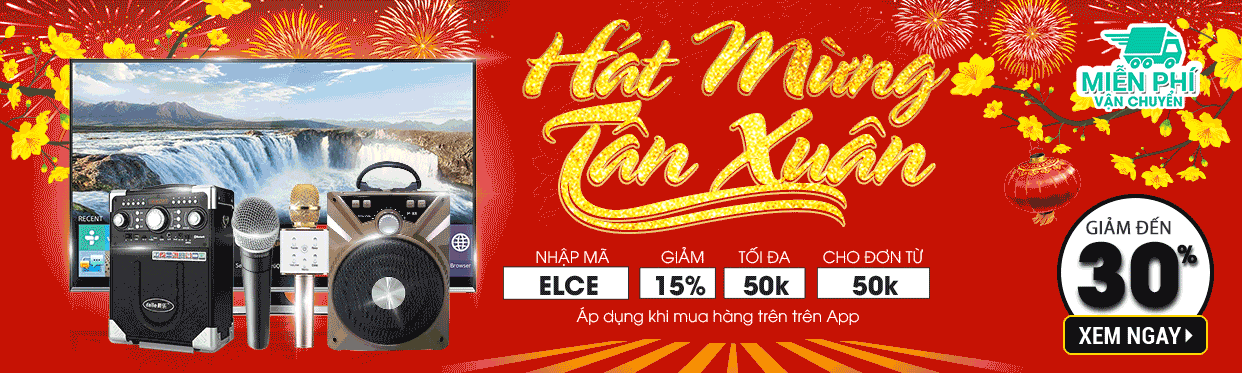 Hát Mừng
Tân Xuân
MIỄN PHÍ
VẬN CHUYỂN
RECENT
Browser
NHẬP MÃ GIẢM TỐI ĐA CHO ĐƠN TỪ
ELCE 15% 50k 50k
Áp dụng khi mua hàng trên trên App
GIẢM ĐẾN
30%
XEM NGAY